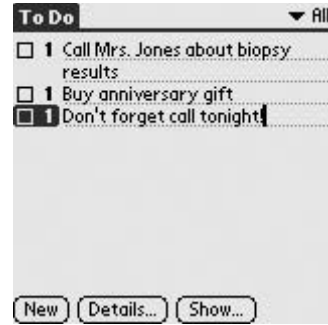 To Do All
1 Call Mrs. Jones about biopsy
results
1 Buy anniversary gift
1 Don't forget call tonight!
New Details... Show...